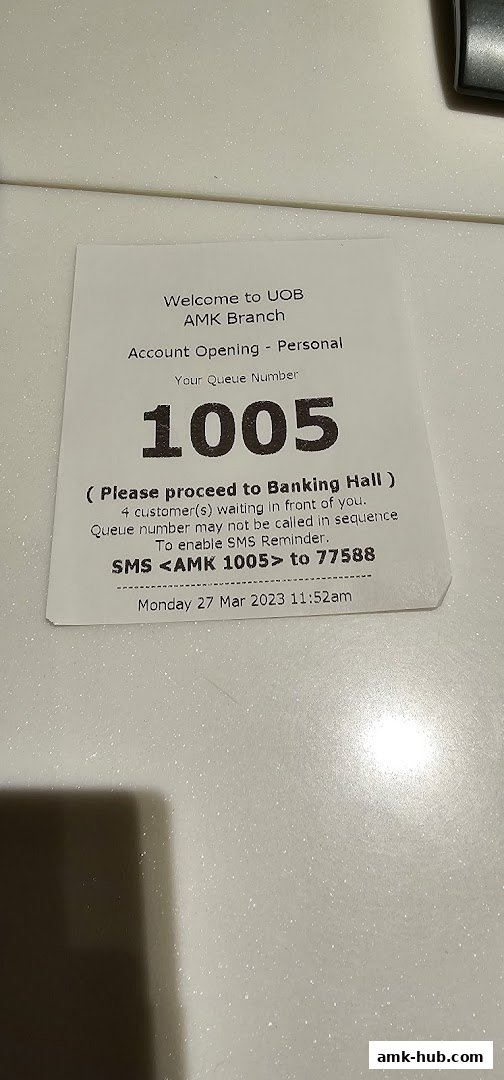 Welcome to UOB
AMK Branch
Account Opening - Personal
Your Queue Number
1005
( Please proceed to Banking Hall )
4 customer(s) waiting in front of you.
Queue number may not be called in sequence
To enable SMS Reminder.
SMS <AMK 1005> to 77588
--------------------------------------------
Monday 27 Mar 2023 11:52am
amk-hub.com